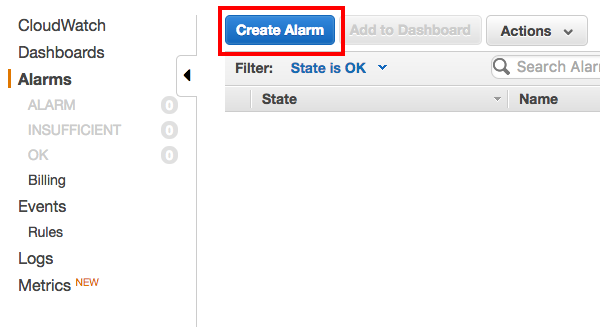 CloudWatch
Dashboards
Alarms
ALARM 0
INSUFFICIENT 0
OK 0
Billing
Events
Rules
Logs
Metrics NEW
Create Alarm Add to Dashboard Actions
Filter: State is OK Search Alar
State Name